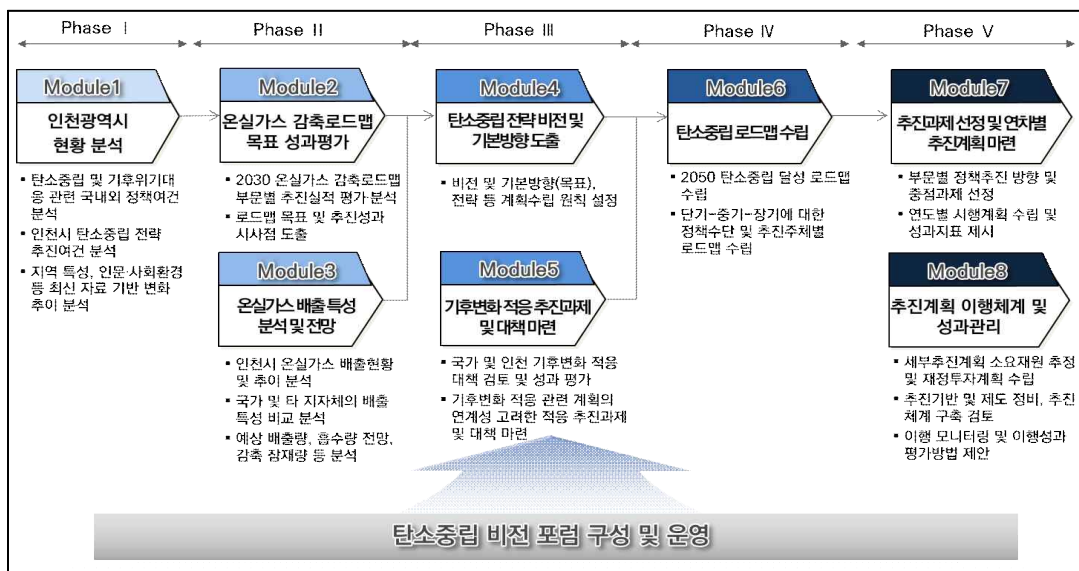 Phase I
Phase II
Phase III
Phase IV
Phase V
Module1
인천광역시
현황 분석
▪ 탄소중립 및 기후위기대
응 관련 국내외 정책여건
분석
▪ 인천시 탄소중립 전략
추진여건 분석
▪ 지역 특성, 인문·사회환경
등 최신 자료 기반 변화
추이 분석
Module2
온실가스 감축로드맵
목표 성과평가
▪ 2030 온실가스 감축로드맵
부문별 추진실적 평가·분석
▪ 로드맵 목표 및 추진성과
시사점 도출
Module3
온실가스 배출 특성
분석 및 전망
▪ 인천시 온실가스 배출현황
및 추이 분석
▪ 국가 및 타 지자체의 배출
특성 비교 분석
▪ 예상 배출량, 흡수량 전망,
감축 잠재량 등 분석
Module4
탄소중립 전략 비전 및
기본방향 도출
▪ 비전 및 기본방향(목표),
전략 등 계획수립 원칙 설정
Module5
기후변화 적응 추진과제
및 대책 마련
▪ 국가 및 인천 기후변화 적응
대책 검토 및 성과 평가
▪ 기후변화 적응 관련 계획의
연계성 고려한 적응 추진과제
및 대책 마련
Module6
탄소중립 로드맵 수립
▪ 2050 탄소중립 달성 로드맵
수립
▪ 단기-중기-장기에 대한
정책수단 및 추진주체별
로드맵 수립
Module7
추진과제 선정 및 연차별
추진계획 마련
▪ 부문별 정책추진 방향 및
중점과제 선정
▪ 연도별 시행계획 수립 및
성과지표 제시
Module8
추진계획 이행체계 및
성과관리
▪ 세부추진계획 소요재원 추정
및 재정투자계획 수립
▪ 추진기반 및 제도 정비, 추진
체계 구축 검토
▪ 이행 모니터링 및 이행성과
평가방법 제안
탄소중립 비전 포럼 구성 및 운영